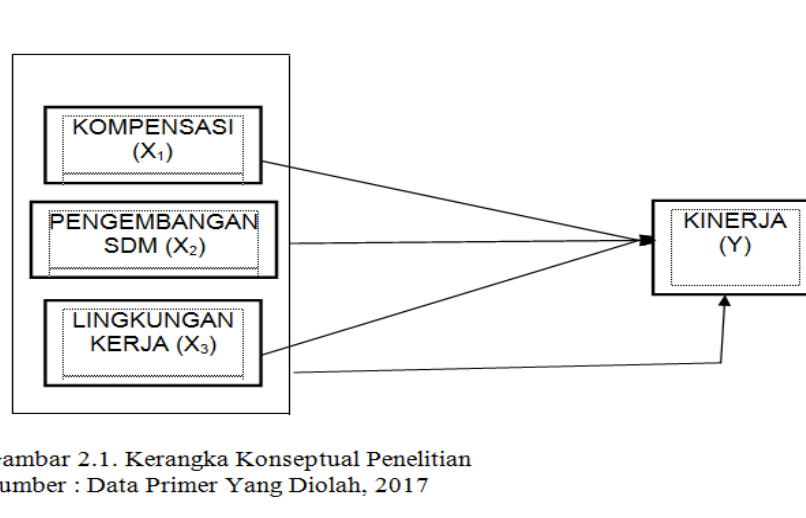 KOMPENSASI
(X₁)
PENGEMBANGAN
SDM (X₂)
LINGKUNGAN
KERJA (X₃)
KINERJA
(Y)
ambar 2.1. Kerangka Konseptual Penelitian
umber : Data Primer Yang Diolah, 2017